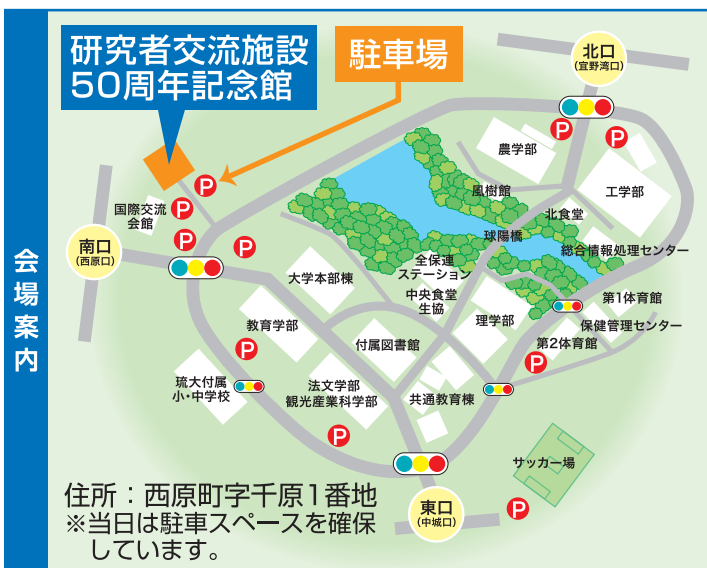 会場案内
研究者交流施設
50周年記念館
駐車場
北口
(宜野湾口)
P
P
農学部
工学部
風樹館
北食堂
P
国際交流
会館
P
球陽橋
南口
(西原口)
P
P
総合情報処理センター
全保連
ステーション
大学本部棟
中央食堂
生協
第1体育館
教育学部
理学部
保健管理センター
付属図書館
第2体育館
P
P
琉大付属
小・中学校
法文学部
観光産業科学部
共通教育棟
P
サッカー場
住所：西原町字千原1番地
東口
(中城口)
P
※当日は駐車スペースを確保
しています。